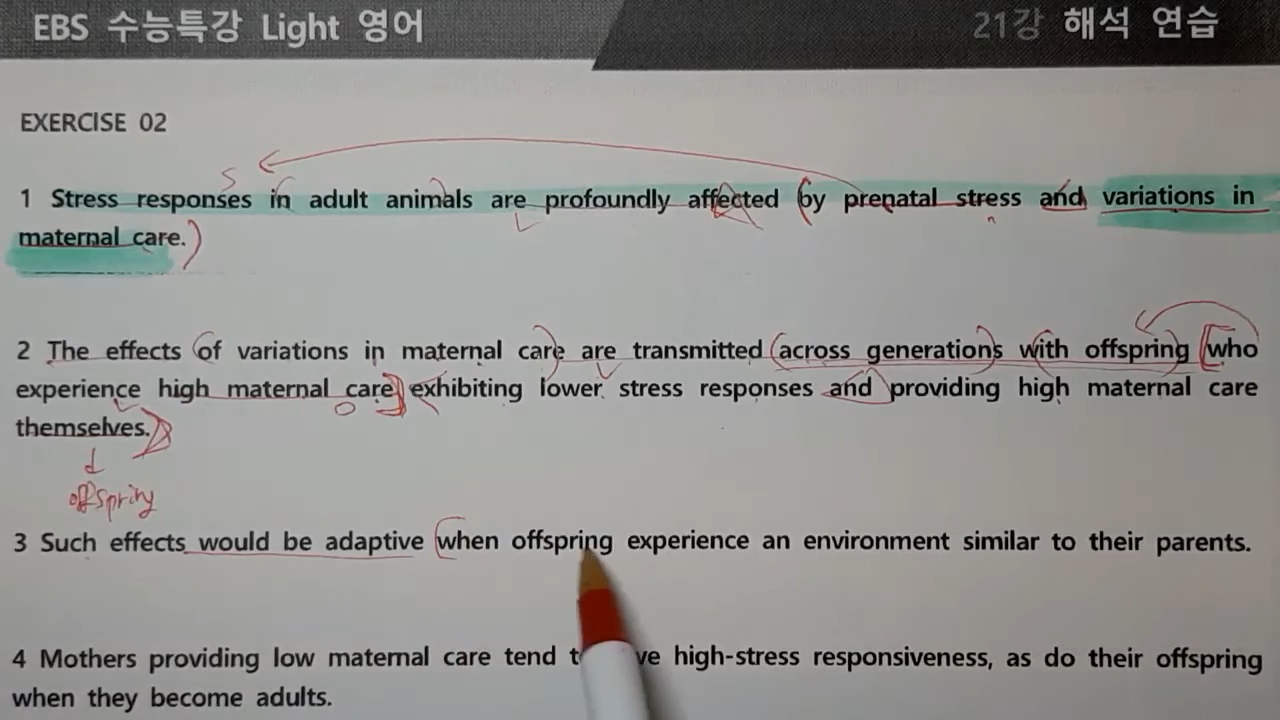 EBS 수능특강 Light 영어
21강 해석 연습
EXERCISE 02
S
1 Stress responses in adult animals are profoundly affected by prenatal stress and variations in
maternal care.
2 The effects of variations in maternal care are transmitted across generations with offspring who
experience high maternal care exhibiting lower stress responses and providing high maternal care
themselves.
offspring
3 Such effects would be adaptive when offspring experience an environment similar to their parents.
4 Mothers providing low maternal care tend high-stress responsiveness, as do their offspring
when they become adults.